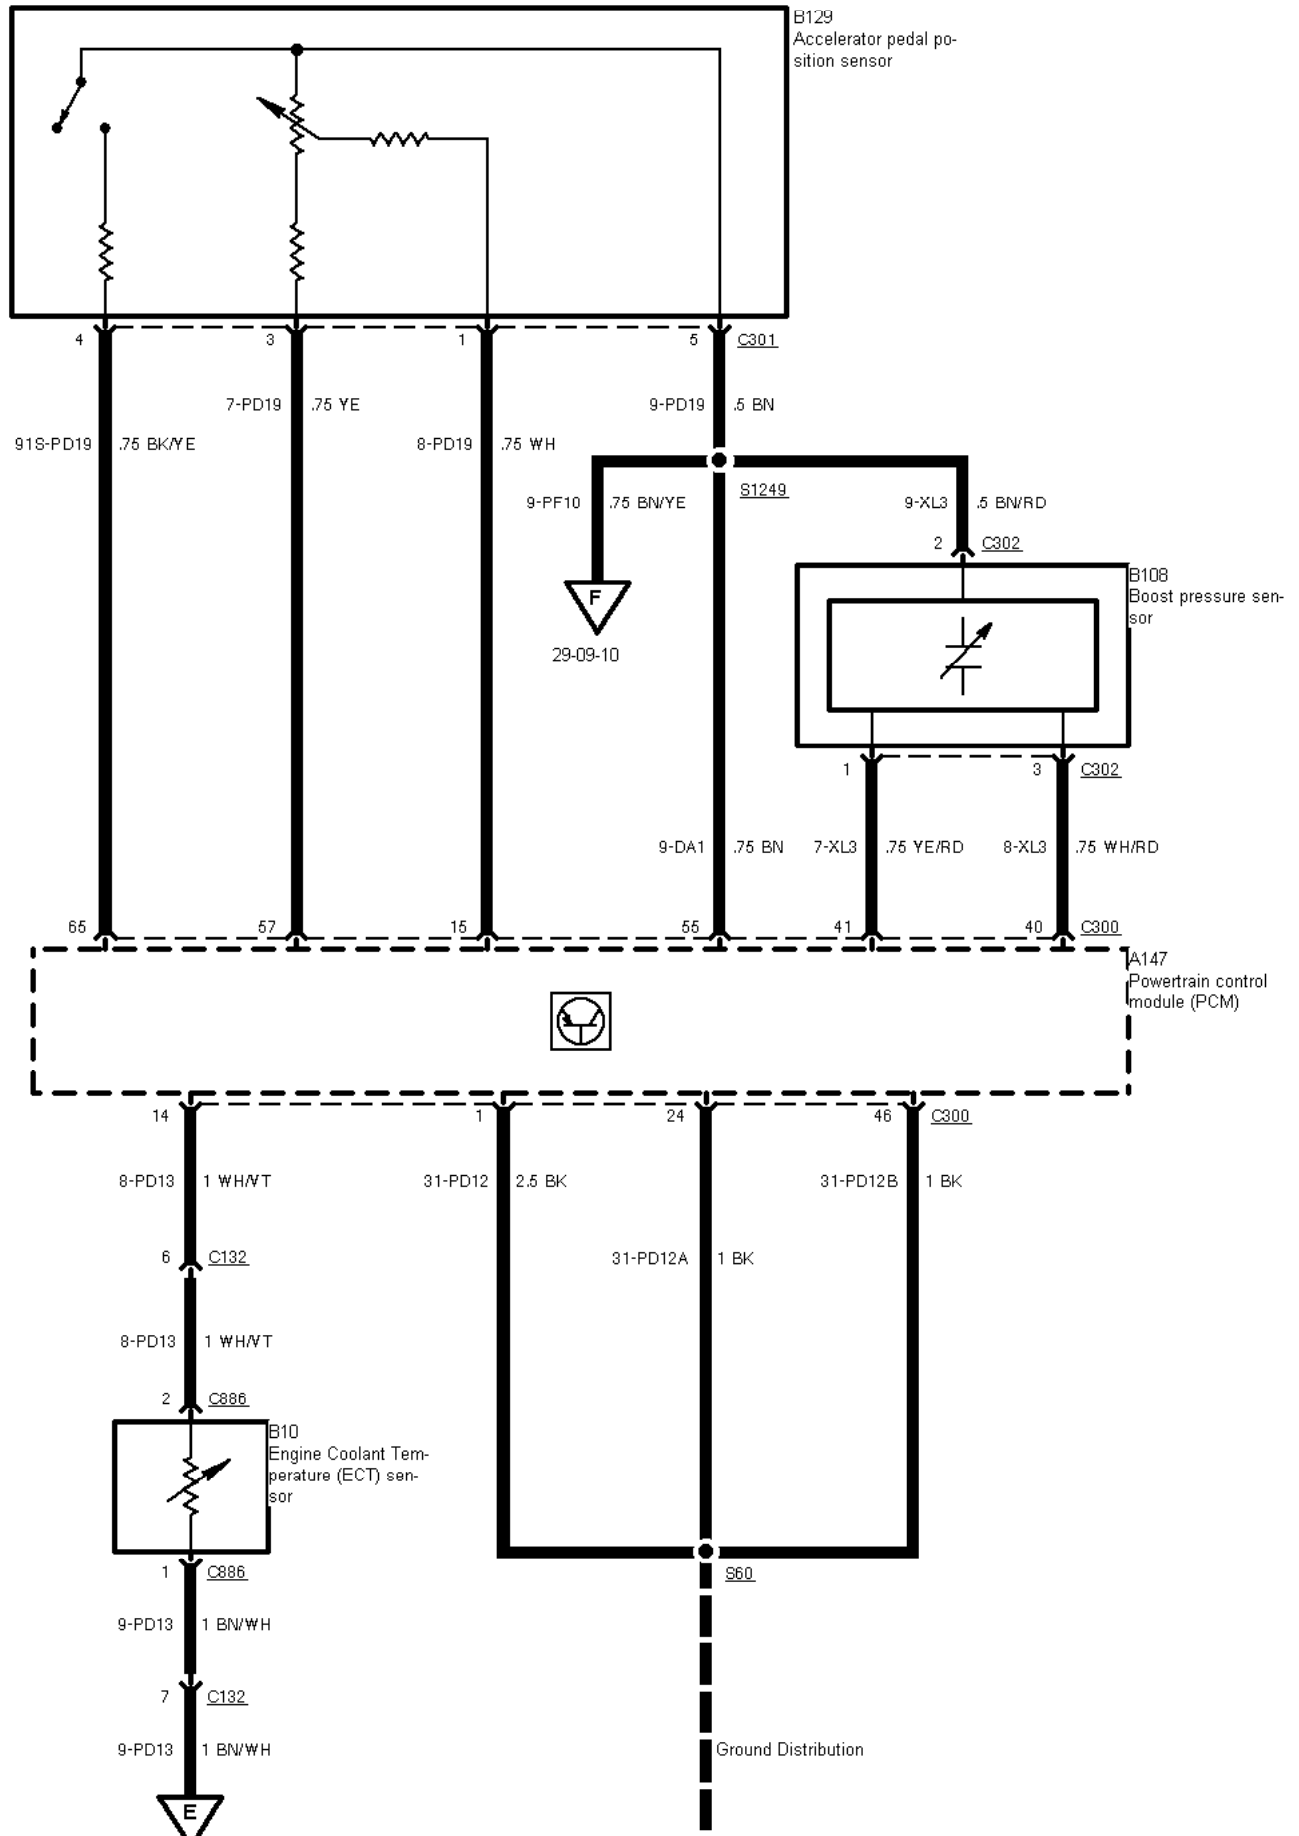 B129
Accelerator pedal po-
sition sensor
4
3
1
5
C301
7-PD19
.75 YE
9-PD19
.5 BN
91S-PD19
.75 BK/YE
8-PD19
.75 WH
S1249
9-PF10
.75 BN/YE
9-XL3
.5 BN/RD
2
C302
B108
Boost pressure sen-
sor
F
29-09-10
1
3
C302
9-DA1
.75 BN
7-XL3
.75 YE/RD
8-XL3
.75 WH/RD
65
57
15
55
41
40
C300
A147
Powertrain control
module (PCM)
14
1
24
46
C300
8-PD13
1 WH/VT
31-PD12
2.5 BK
31-PD12B
1 BK
6
C132
31-PD12A
1 BK
8-PD13
1 WH/VT
2
C886
B10
Engine Coolant Tem-
perature (ECT) sen-
sor
1
C886
S60
9-PD13
1 BN/WH
7
C132
9-PD13
1 BN/WH
Ground Distribution
E